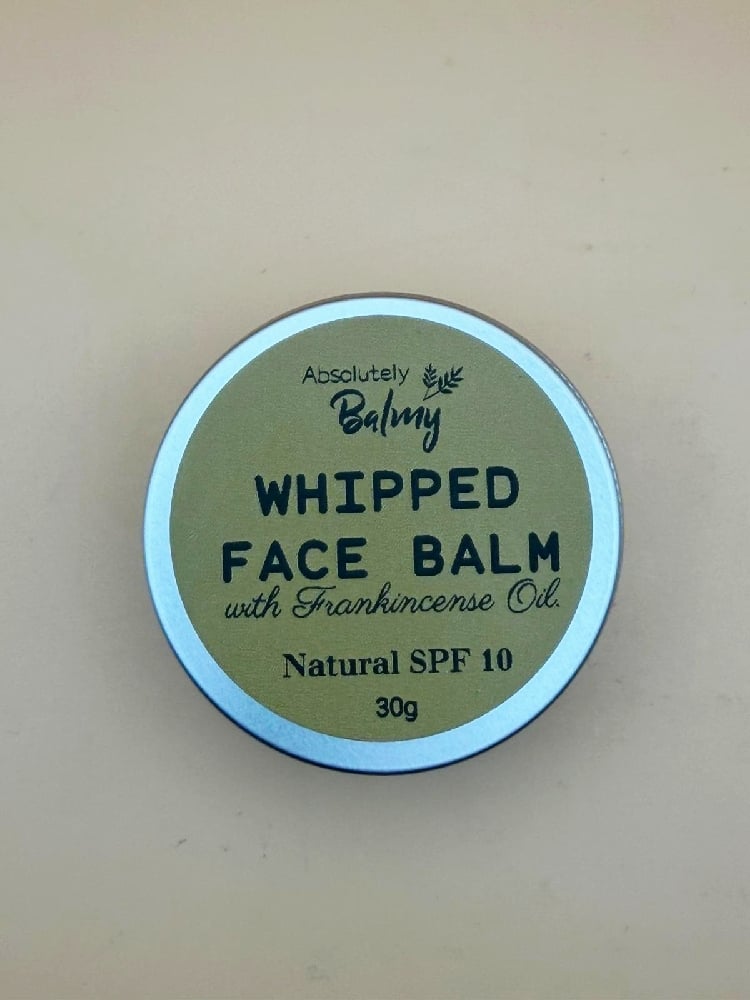 Absolutely
Balmy
WHIPPED
FACE BALM
with Frankincense Oil.
Natural SPF 10
30g